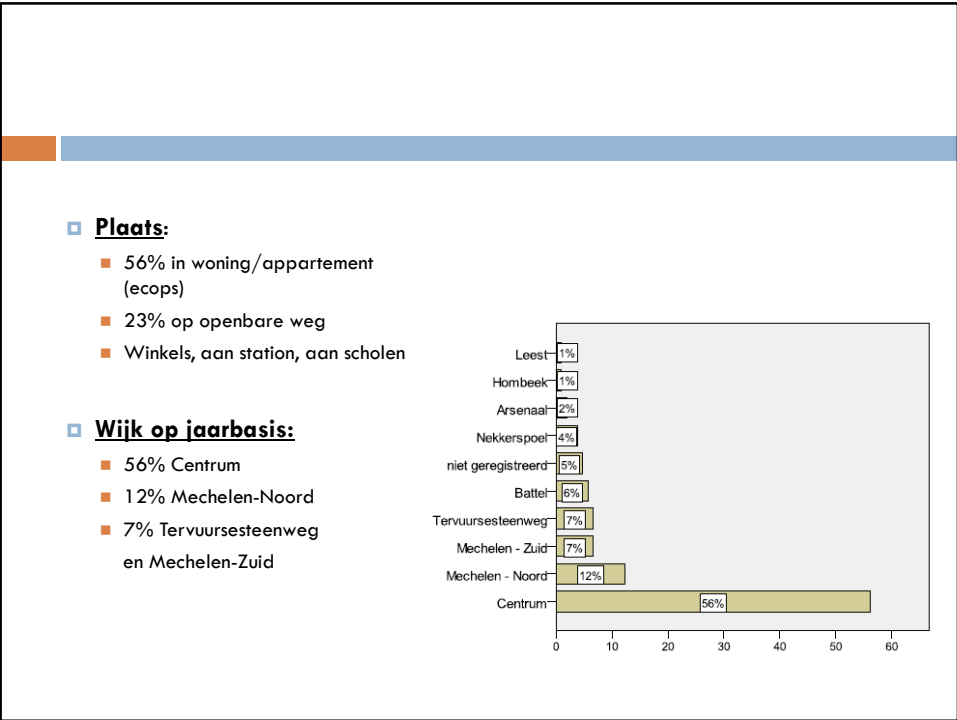 Plaats:
56% in woning/appartement
(ecops)
23% op openbare weg
Winkels, aan station, aan scholen
Wijk op jaarbasis:
56% Centrum
12% Mechelen-Noord
7% Tervuursesteenweg
en Mechelen-Zuid
Leest 1%
Hombeek 1%
Arsenaal 2%
Nekkerspoel 4%
niet geregistreerd 5%
Battel 6%
Tervuursesteenweg 7%
Mechelen - Zuid 7%
Mechelen - Noord 12%
Centrum 56%
0 10 20 30 40 50 60